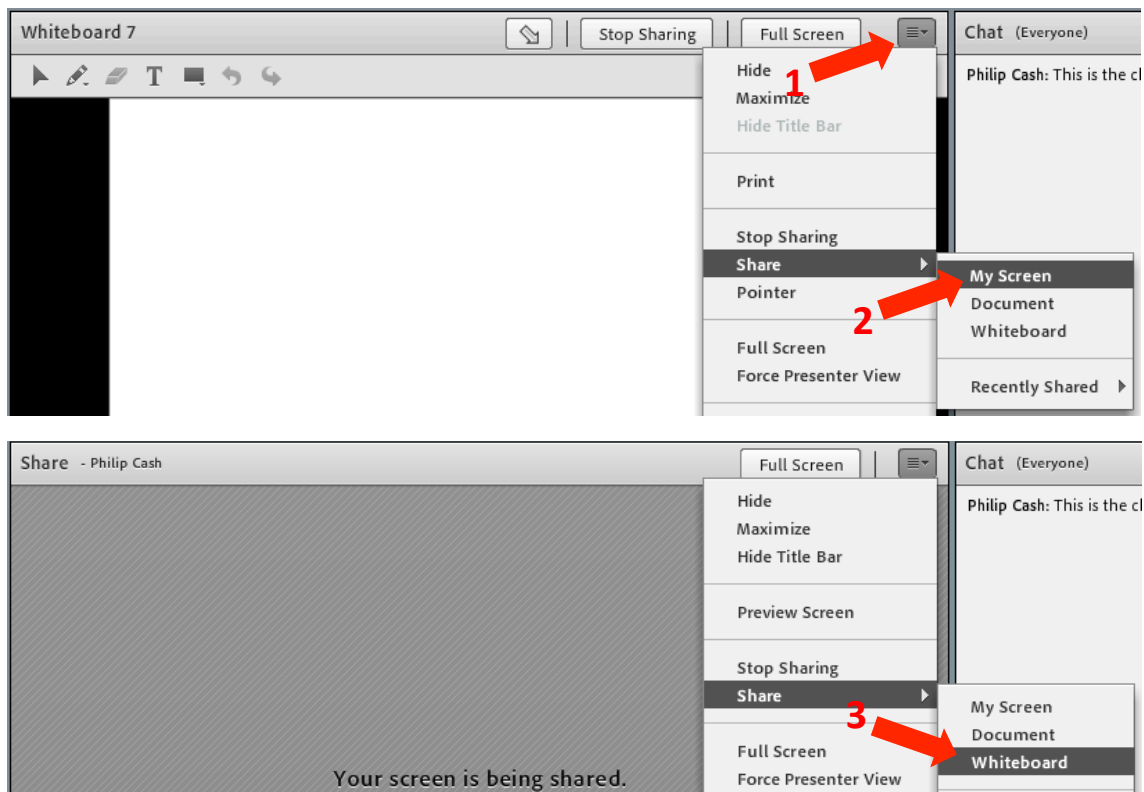 Whiteboard 7
Stop Sharing
Full Screen
Chat (Everyone)
T
Philip Cash: This is the cl
1
Hide
Maximize
Hide Title Bar
Print
Stop Sharing
Share
Pointer
Full Screen
Force Presenter View
2
My Screen
Document
Whiteboard
Recently Shared
Share - Philip Cash
Full Screen
Chat (Everyone)
Philip Cash: This is the cl
Hide
Maximize
Hide Title Bar
Preview Screen
Stop Sharing
Share
Full Screen
Force Presenter View
3
My Screen
Document
Whiteboard
Your screen is being shared.